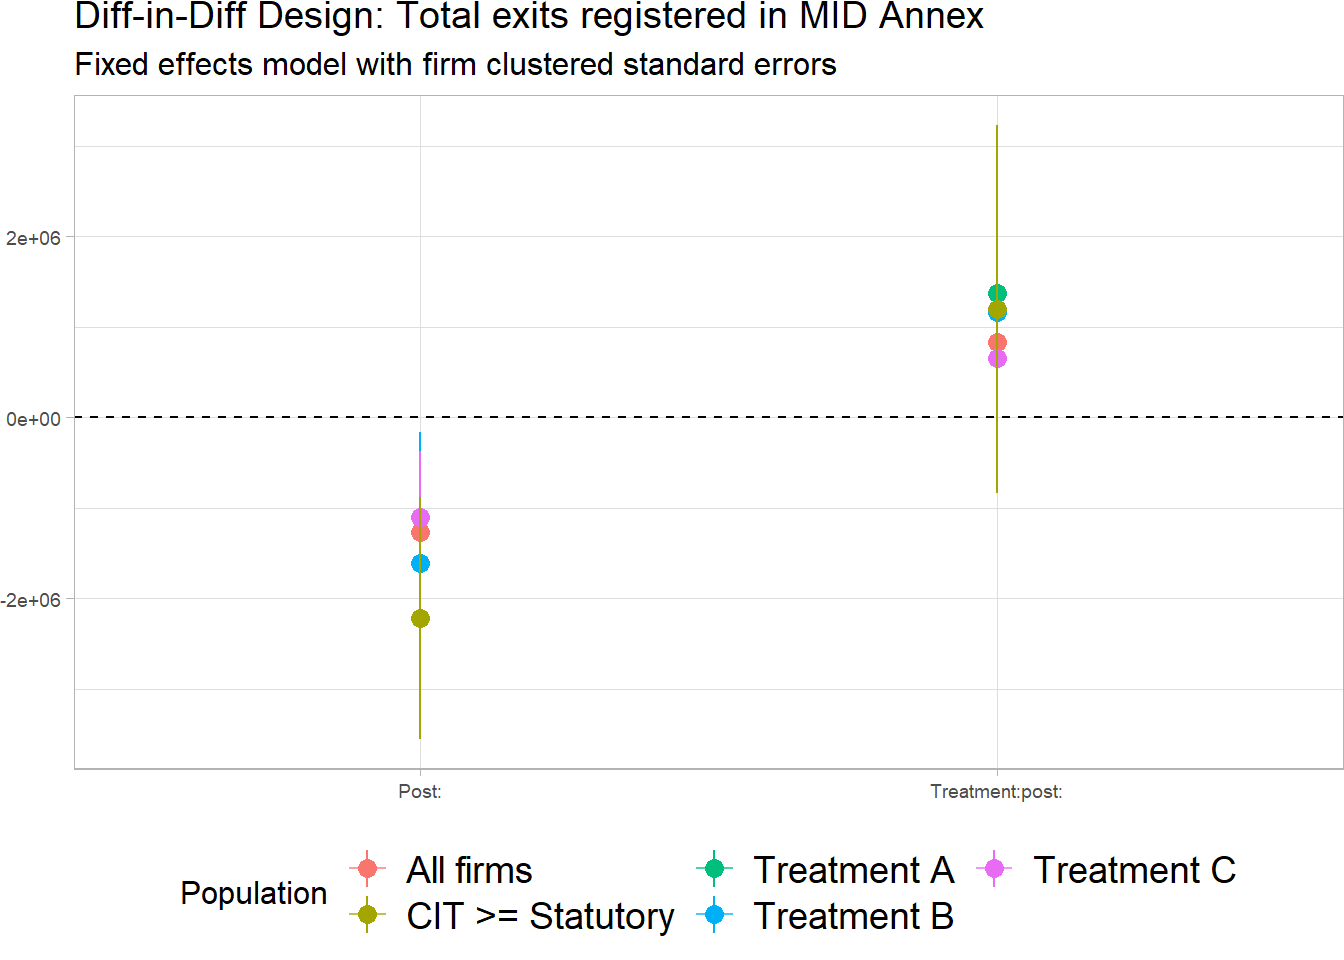 Diff-in-Diff Design: Total exits registered in MID Annex
Fixed effects model with firm clustered standard errors
2e+06
0e+00
-2e+06
Post:
Treatment:post:
Population
All firms
Treatment A
Treatment C
CIT >= Statutory
Treatment B